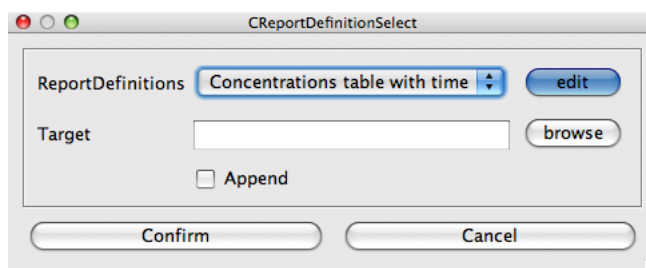 CReportDefinitionSelect
ReportDefinitions Concentrations table with time edit
Target browse
Append
Confirm Cancel